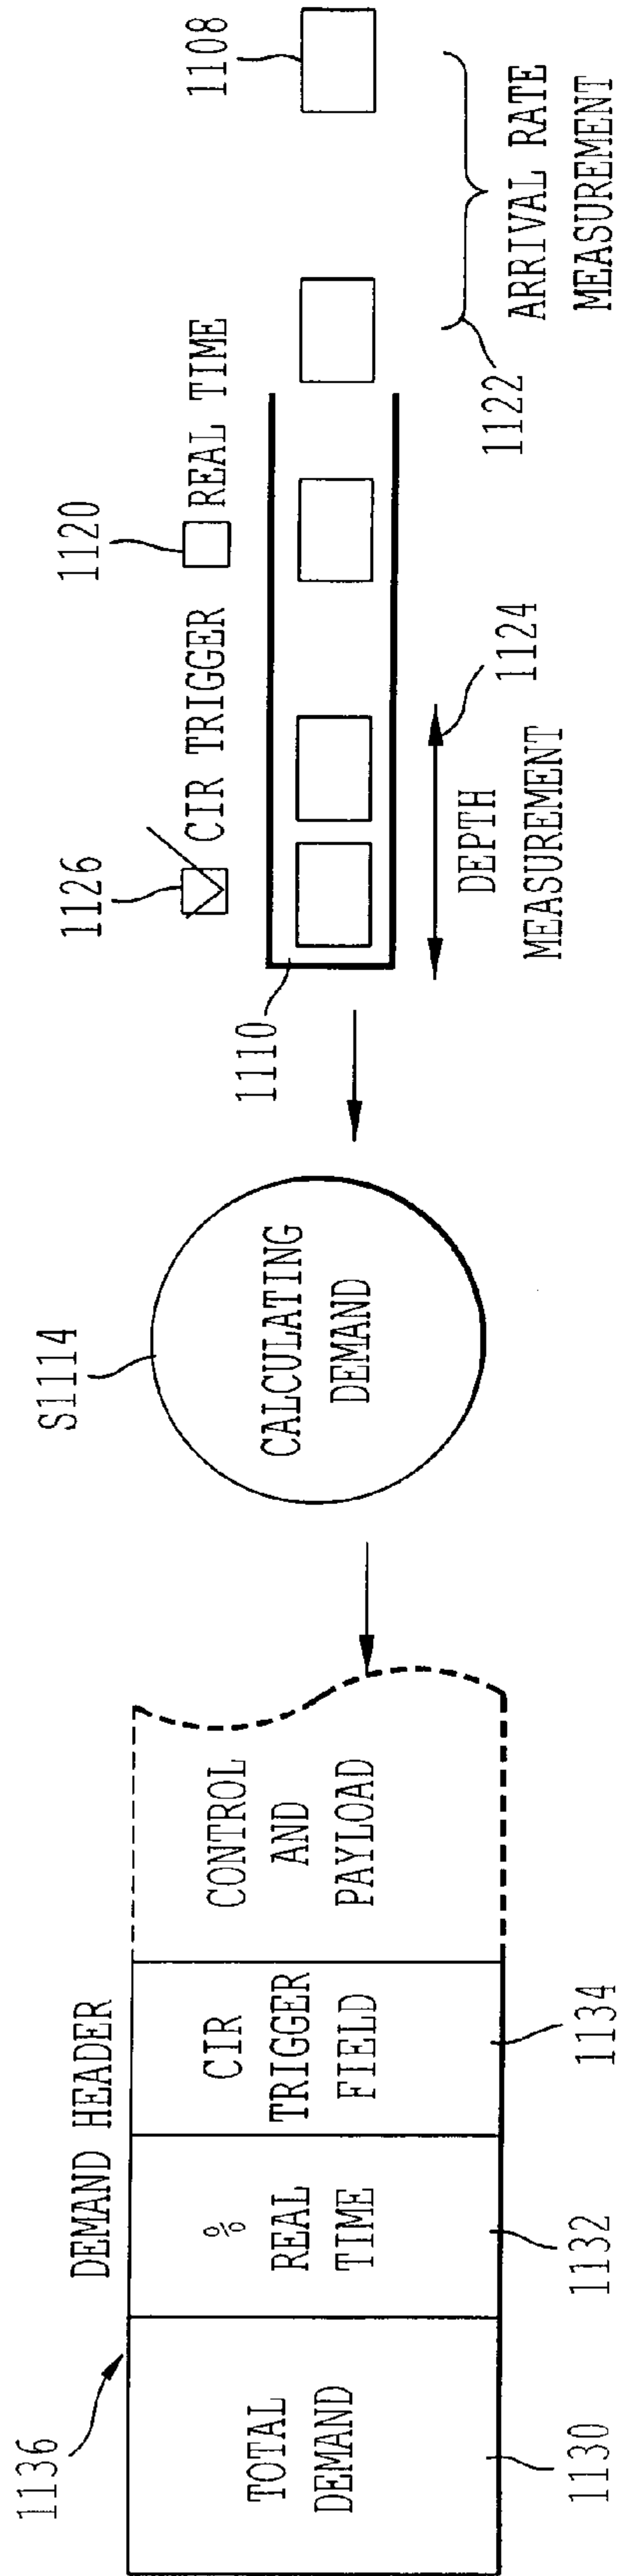 1136
DEMAND HEADER
TOTAL
DEMAND
%
REAL
TIME
CIR
TRIGGER
FIELD
CONTROL
AND
PAYLOAD
1130
1132
1134
S1114
CALCULATING
DEMAND
1110
1126
CIR TRIGGER
1120
REAL TIME
1108
DEPTH
MEASUREMENT
1124
1122
ARRIVAL RATE
MEASUREMENT